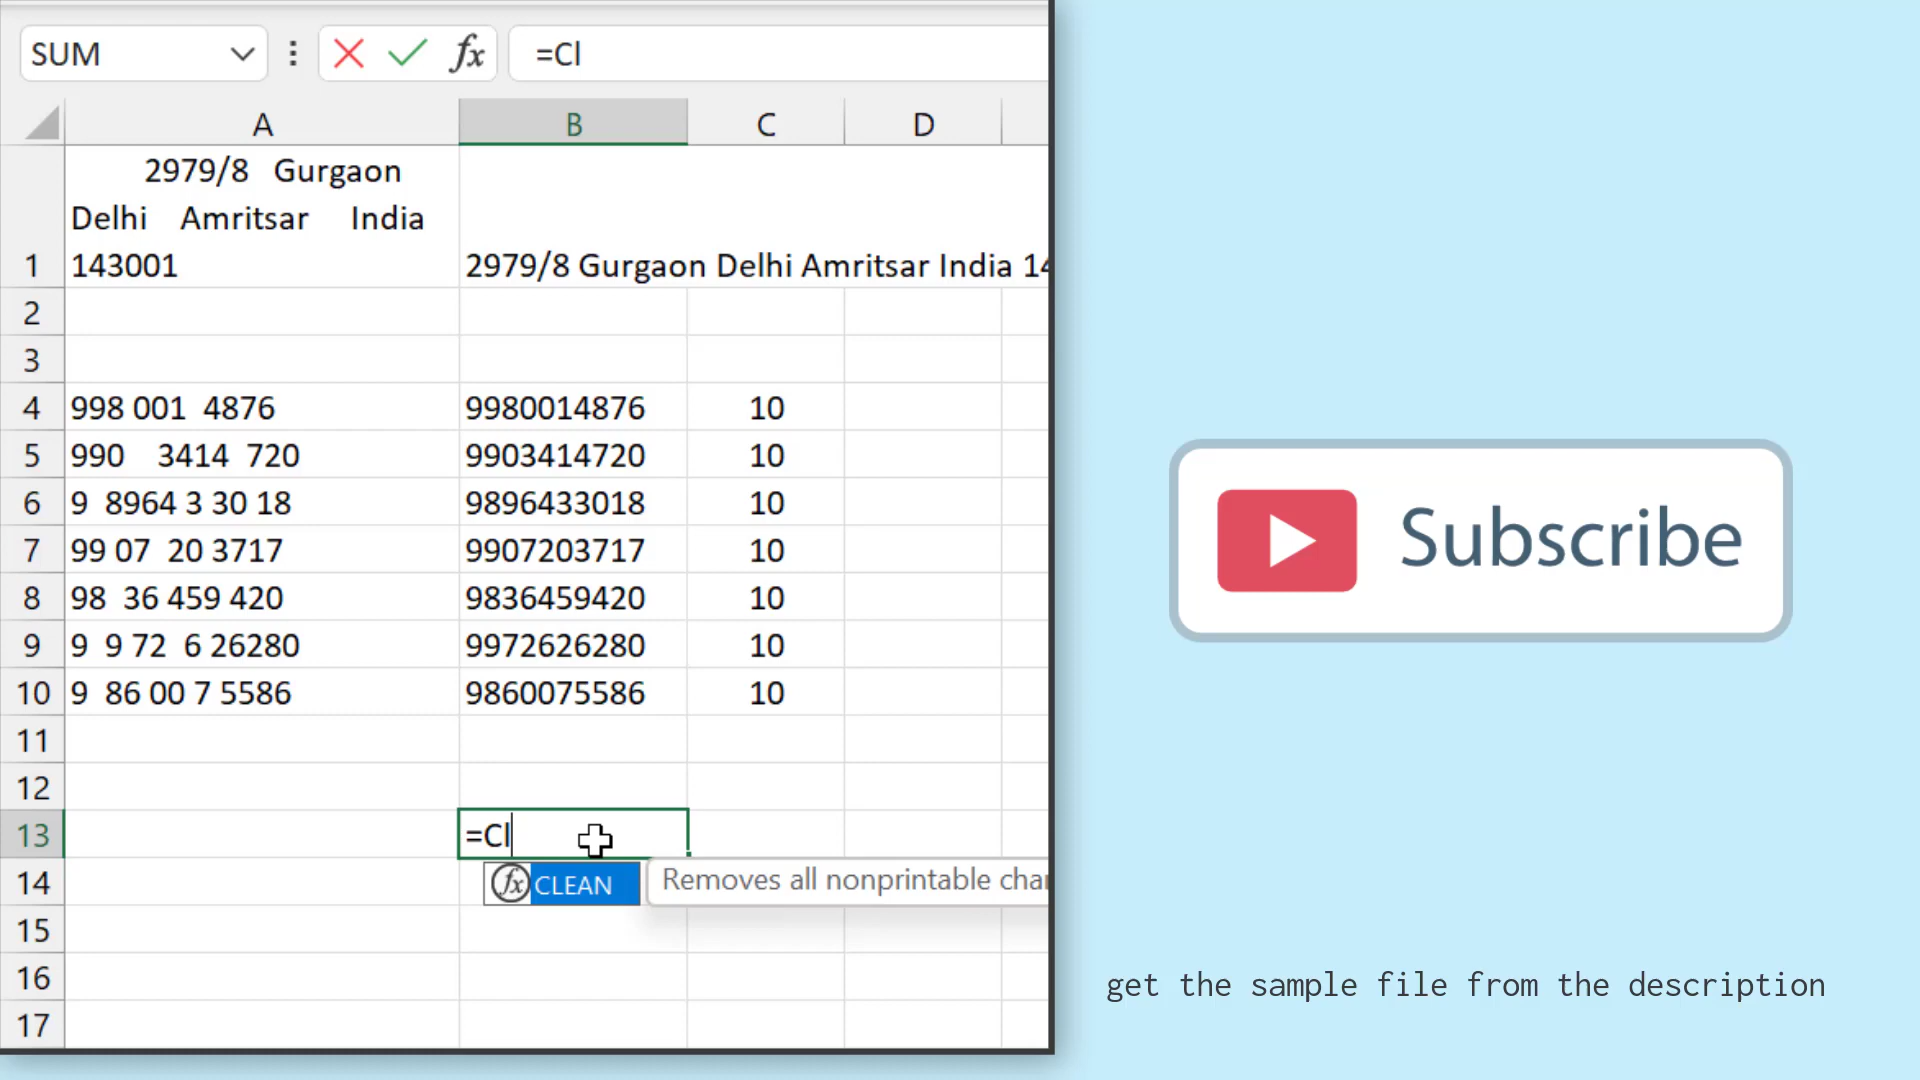 SUM fx =Cl
A B C D
2979/8 Gurgaon
Delhi Amritsar India
1 143001 2979/8 Gurgaon Delhi Amritsar India 14
2
3
4 998 001 4876 9980014876 10
5 990 3414 720 9903414720 10
6 9 8964 3 30 18 9896433018 10
7 99 07 20 3717 9907203717 10
8 98 36 459 420 9836459420 10
9 9 9 72 6 26280 9972626280 10
10 9 86 00 7 5586 9860075586 10
11
12
13 =Cl
14 fx CLEAN Removes all nonprintable cha
15
16
17
Subscribe
get the sample file from the description